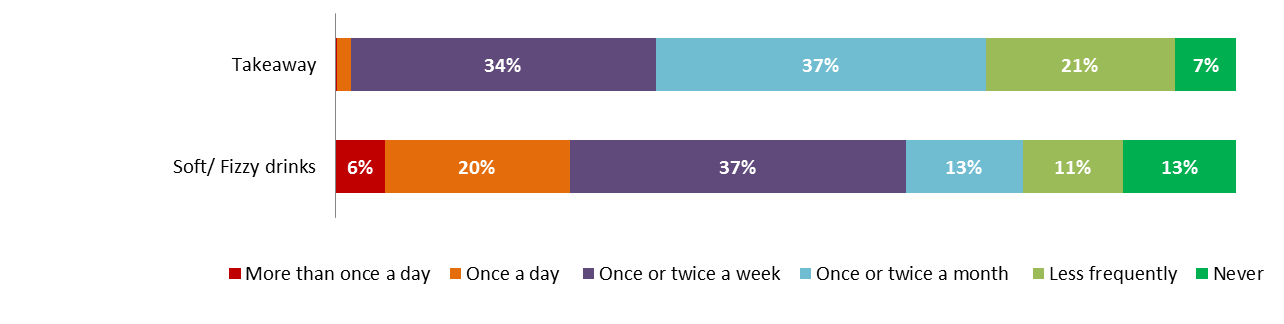 Takeaway 34% 37% 21% 7%
Soft/ Fizzy drinks 6% 20% 37% 13% 11% 13%
More than once a day Once a day Once or twice a week Once or twice a month Less frequently Never